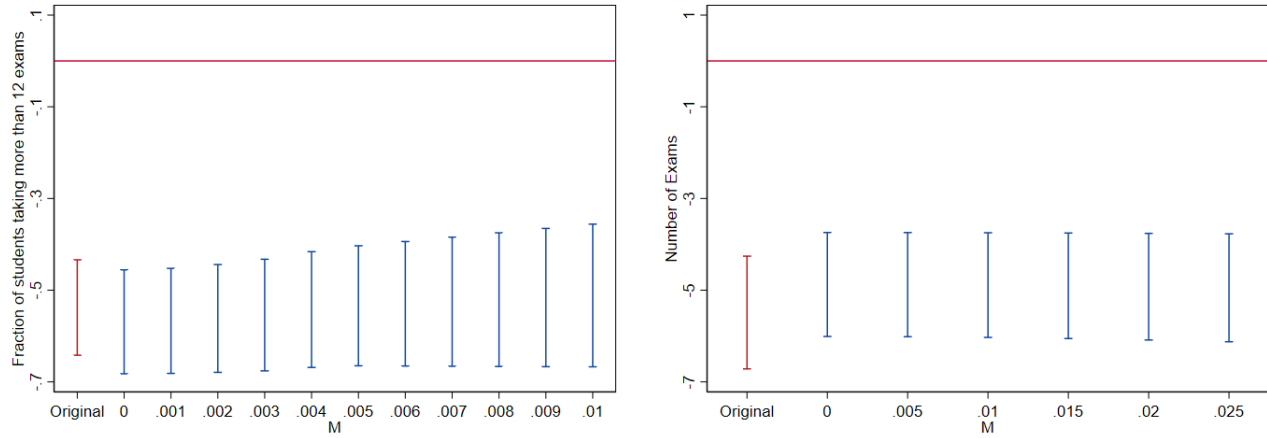 Fraction of students taking more than 12 exams
.1
-.1
-.3
-.5
-.7
Original 0 .001 .002 .003 .004 .005 .006 .007 .008 .009 .01
M
Number of Exams
1
-1
-3
-5
-7
Original 0 .005 .01 .015 .02 .025
M